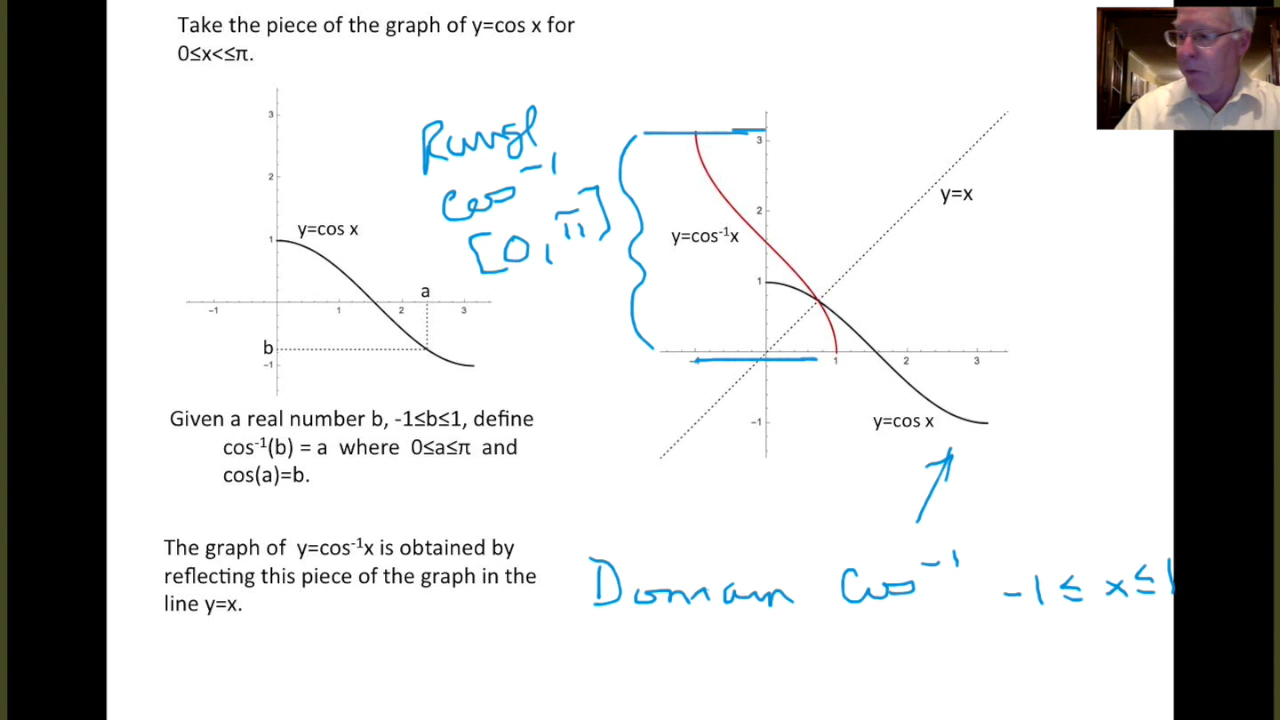 Take the piece of the graph of y=cos x for
0≤x<≤π.
3
2
1
-1
-1
1
2
3
y=cos x
a
b
Range
cos⁻¹
[0, π]
3
2
1
-1
1
2
3
y=x
y=cos⁻¹x
y=cos x
Given a real number b, -1≤b≤1, define
cos⁻¹(b) = a where 0≤a≤π and
cos(a)=b.
The graph of y=cos⁻¹x is obtained by
reflecting this piece of the graph in the
line y=x.
Domain Cos⁻¹ -1 ≤ x ≤ 1